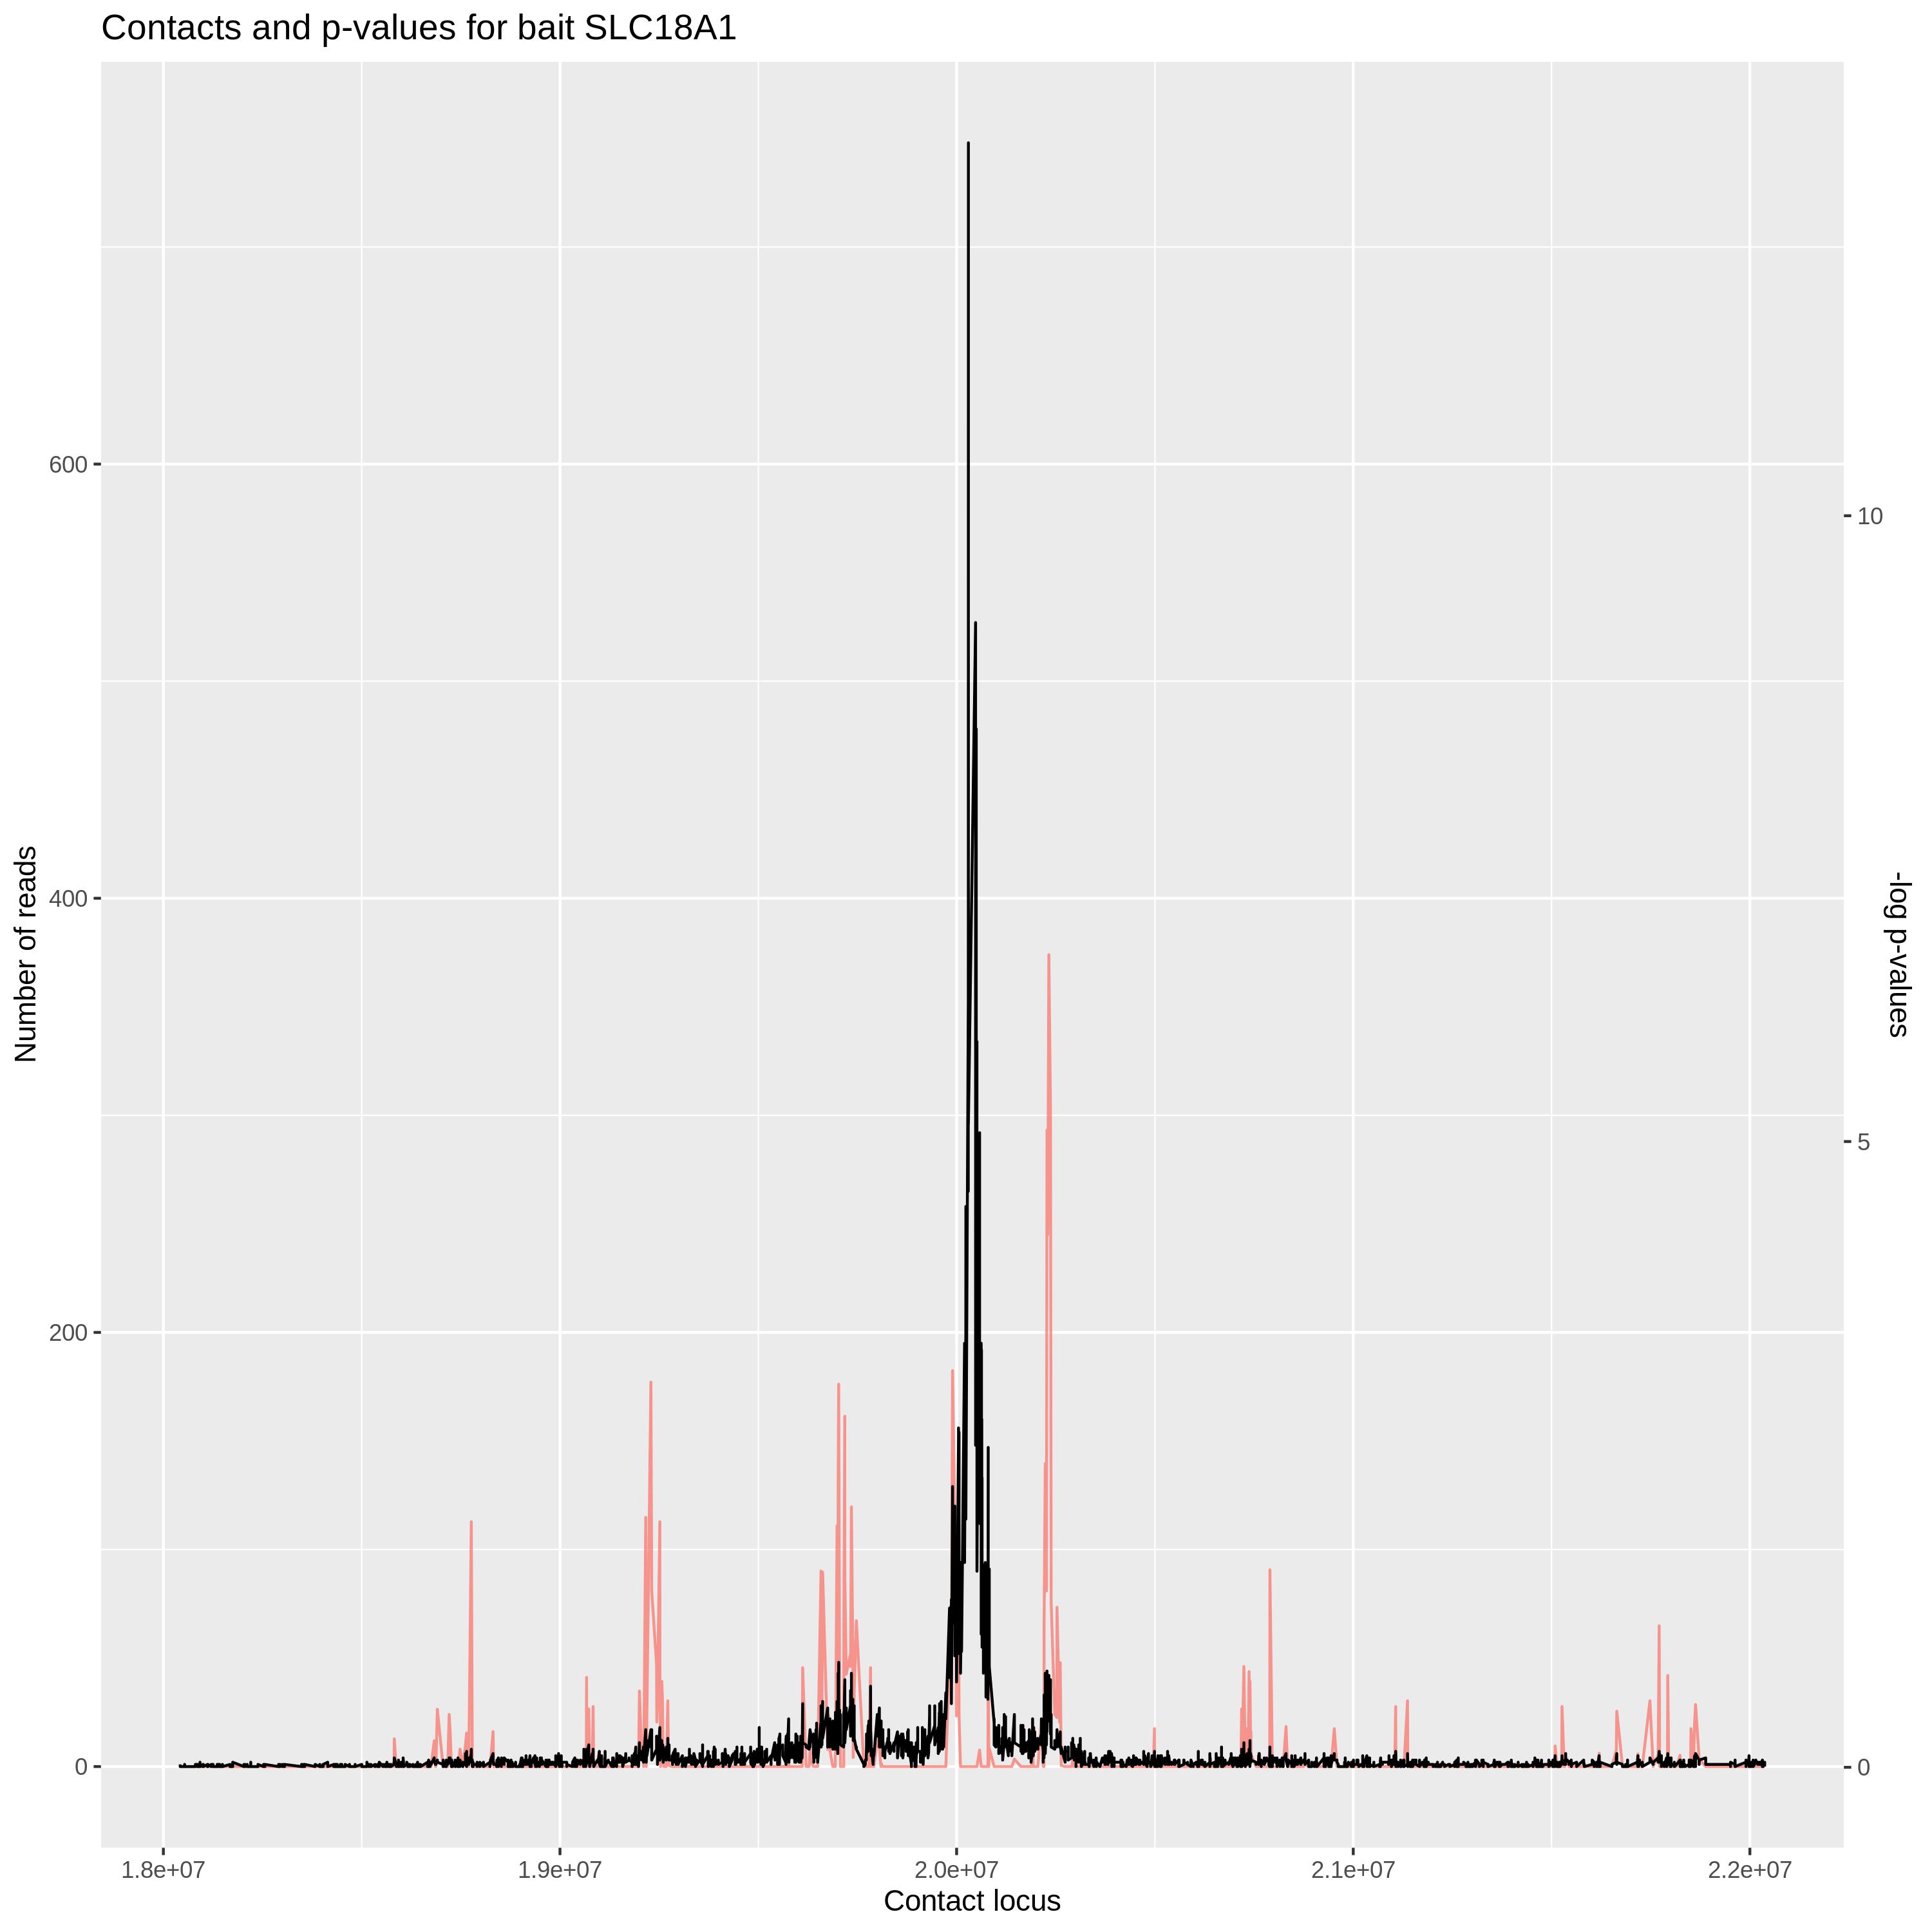 Contacts and p-values for bait SLC18A1
Number of reads
600
400
200
0
10
5
0
-log p-values
1.8e+07
1.9e+07
2.0e+07
2.1e+07
2.2e+07
Contact locus